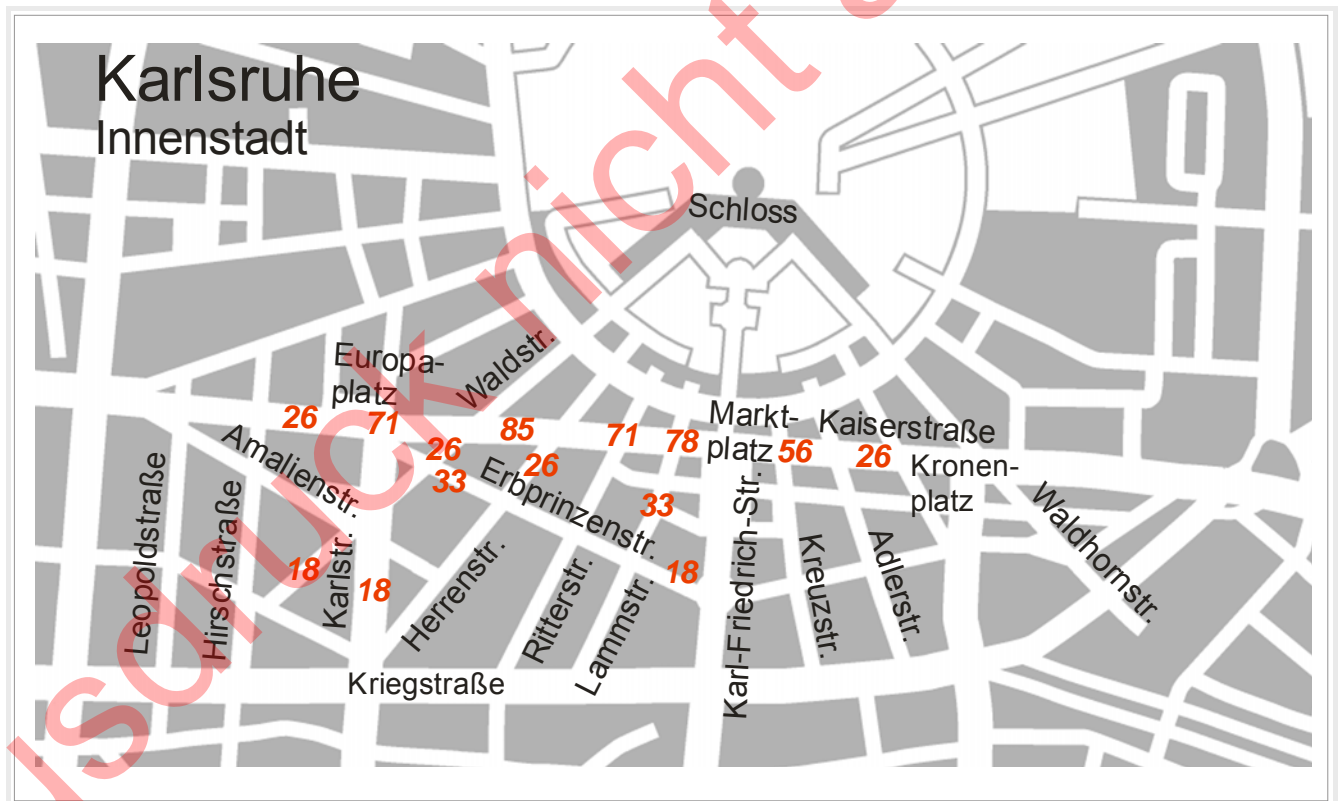 Karlsruhe
Innenstadt
Schloss
Europa-
platz
Waldstr.
Markt-
platz
Kaiserstraße
Kronen-
platz
26
71
26
33
85
26
71
78
56
26
33
18
18
18
Amalienstr.
Erbprinzenstr.
Leopoldstraße
Hirschstraße
Karlstr.
Herrenstr.
Ritterstr.
Lammstr.
Karl-Friedrich-Str.
Kreuzstr.
Adlerstr.
Waldhornstr.
Kriegstraße
usdruck nicht